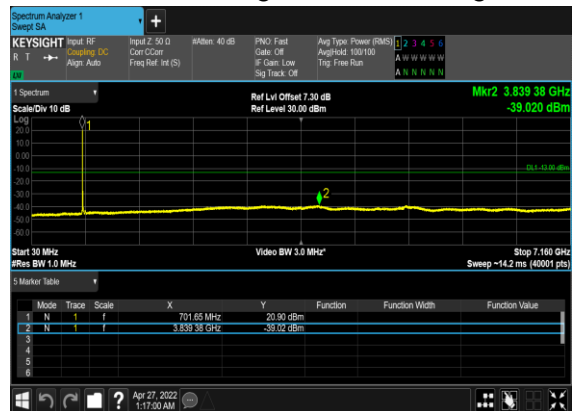 Spectrum Analyzer 1
Swept SA
+
KEYSIGHT Input: RF Input Z: 50 Ω #Atten: 40 dB PNO: Fast Avg Type: Power (RMS) 1 2 3 4 5 6
R T Coupling: DC Corr CCorr Gate: Off Avg|Hold: 100/100 A W W W W W
Align: Auto Freq Ref: Int (S) IF Gain: Low Trig: Free Run
Sig Track: Off A N N N N N
1 Spectrum Ref Lvl Offset 7.30 dB Mkr2 3.839 38 GHz
Scale/Div 10 dB Ref Level 30.00 dBm -39.020 dBm
Log
20.0
10.0
0.00
-10.0
DL1 -13.00 dBm
-20.0
-30.0
-40.0
-50.0
-60.0
1
2
Start 30 MHz Video BW 3.0 MHz* Stop 7.160 GHz
#Res BW 1.0 MHz Sweep ~14.2 ms (40001 pts)
5 Marker Table
Mode Trace Scale X Y Function Function Width Function Value
1 N 1 f 701.65 MHz 20.90 dBm
2 N 1 f 3.839 38 GHz -39.02 dBm
3
4
5
6
? Apr 27, 2022
1:17:00 AM